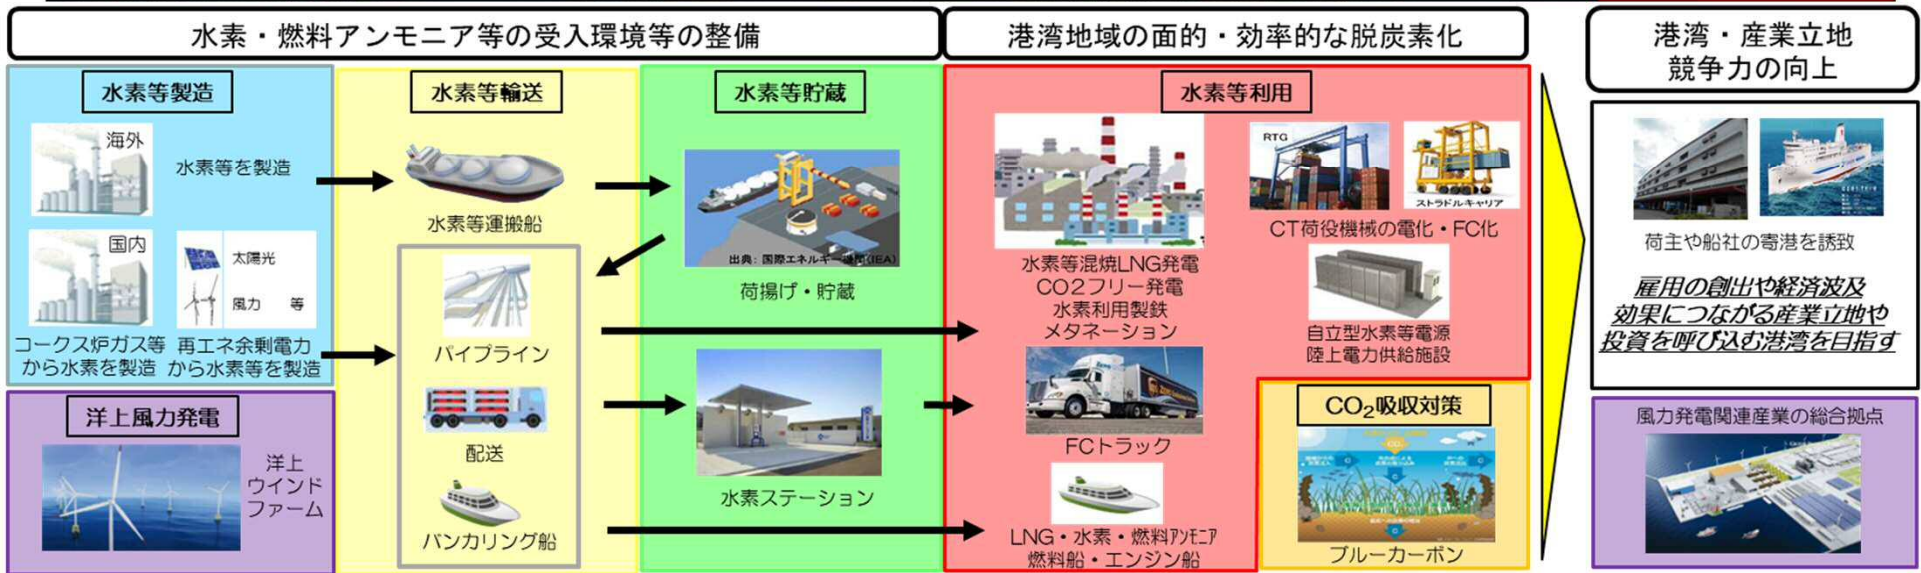 水素・燃料アンモニア等の受入環境等の整備
港湾地域の面的・効率的な脱炭素化
港湾・産業立地
競争力の向上
水素等製造
海外
水素等を製造
国内
太陽光
風力 等
コークス炉ガス等
から水素を製造
再エネ余剰電力
から水素等を製造
洋上風力発電
洋上
ウインド
ファーム
水素等輸送
水素等運搬船
パイプライン
配送
バンカリング船
水素等貯蔵
出典：国際エネルギー機関(IEA)
荷揚げ・貯蔵
水素ステーション
水素等利用
水素等混焼LNG発電
CO2フリー発電
水素利用製鉄
メタネーション
RTG
ストラドルキャリア
CT荷役機械の電化・FC化
自立型水素等電源
陸上電力供給施設
FCトラック
LNG・水素・燃料アンモニア
燃料船・エンジン船
CO₂吸収対策
ブルーカーボン
荷主や船社の寄港を誘致
雇用の創出や経済波及
効果につながる産業立地や
投資を呼び込む港湾を目指す
風力発電関連産業の総合拠点